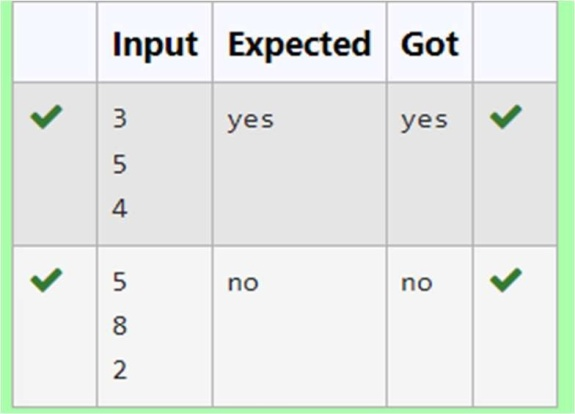 Input Expected Got
3 yes yes
5
4
5 no no
8
2